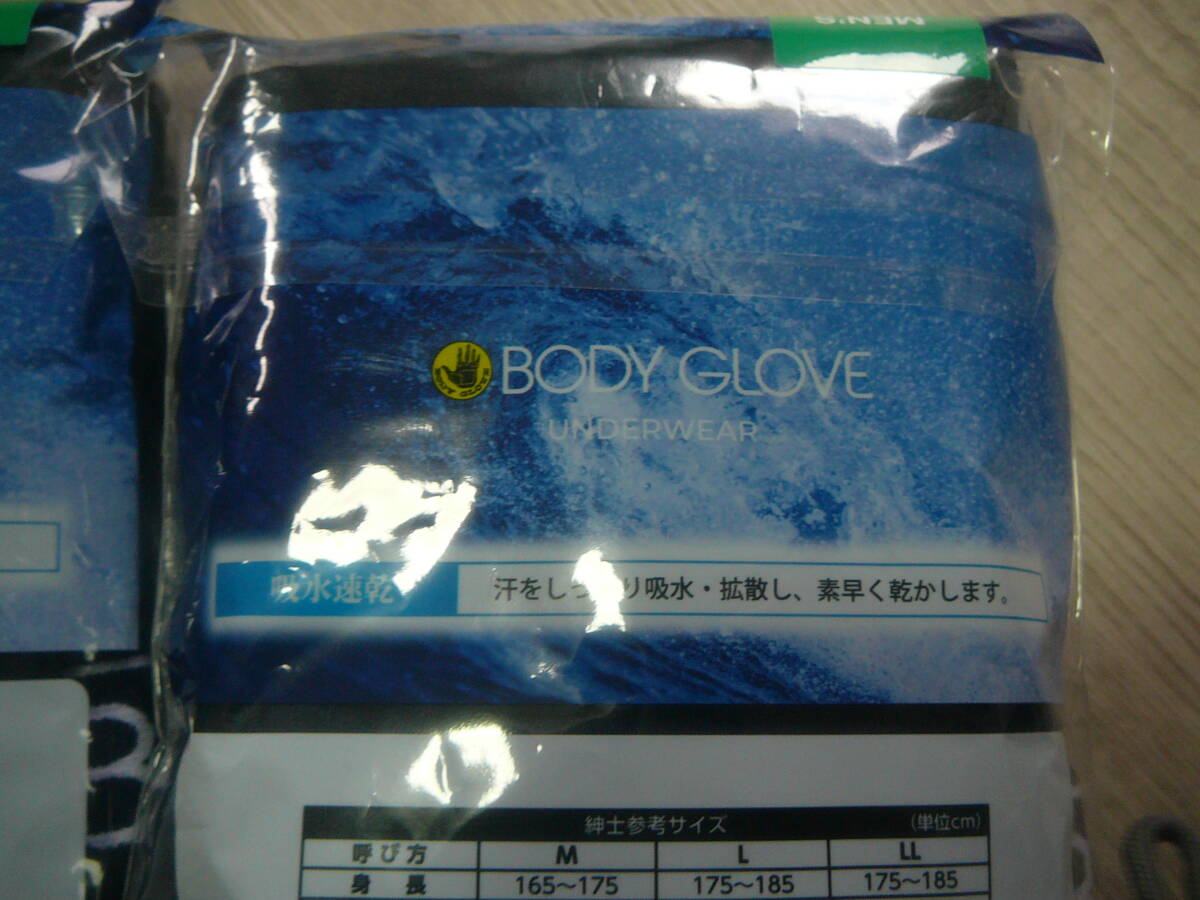 MEN'S
BODY GLOVE
UNDERWEAR
吸水速乾
汗をしっかり吸水・拡散し、素早く乾かします。
紳士参考サイズ (単位cm)
呼び方 M L LL
身長 165~175 175~185 175~185